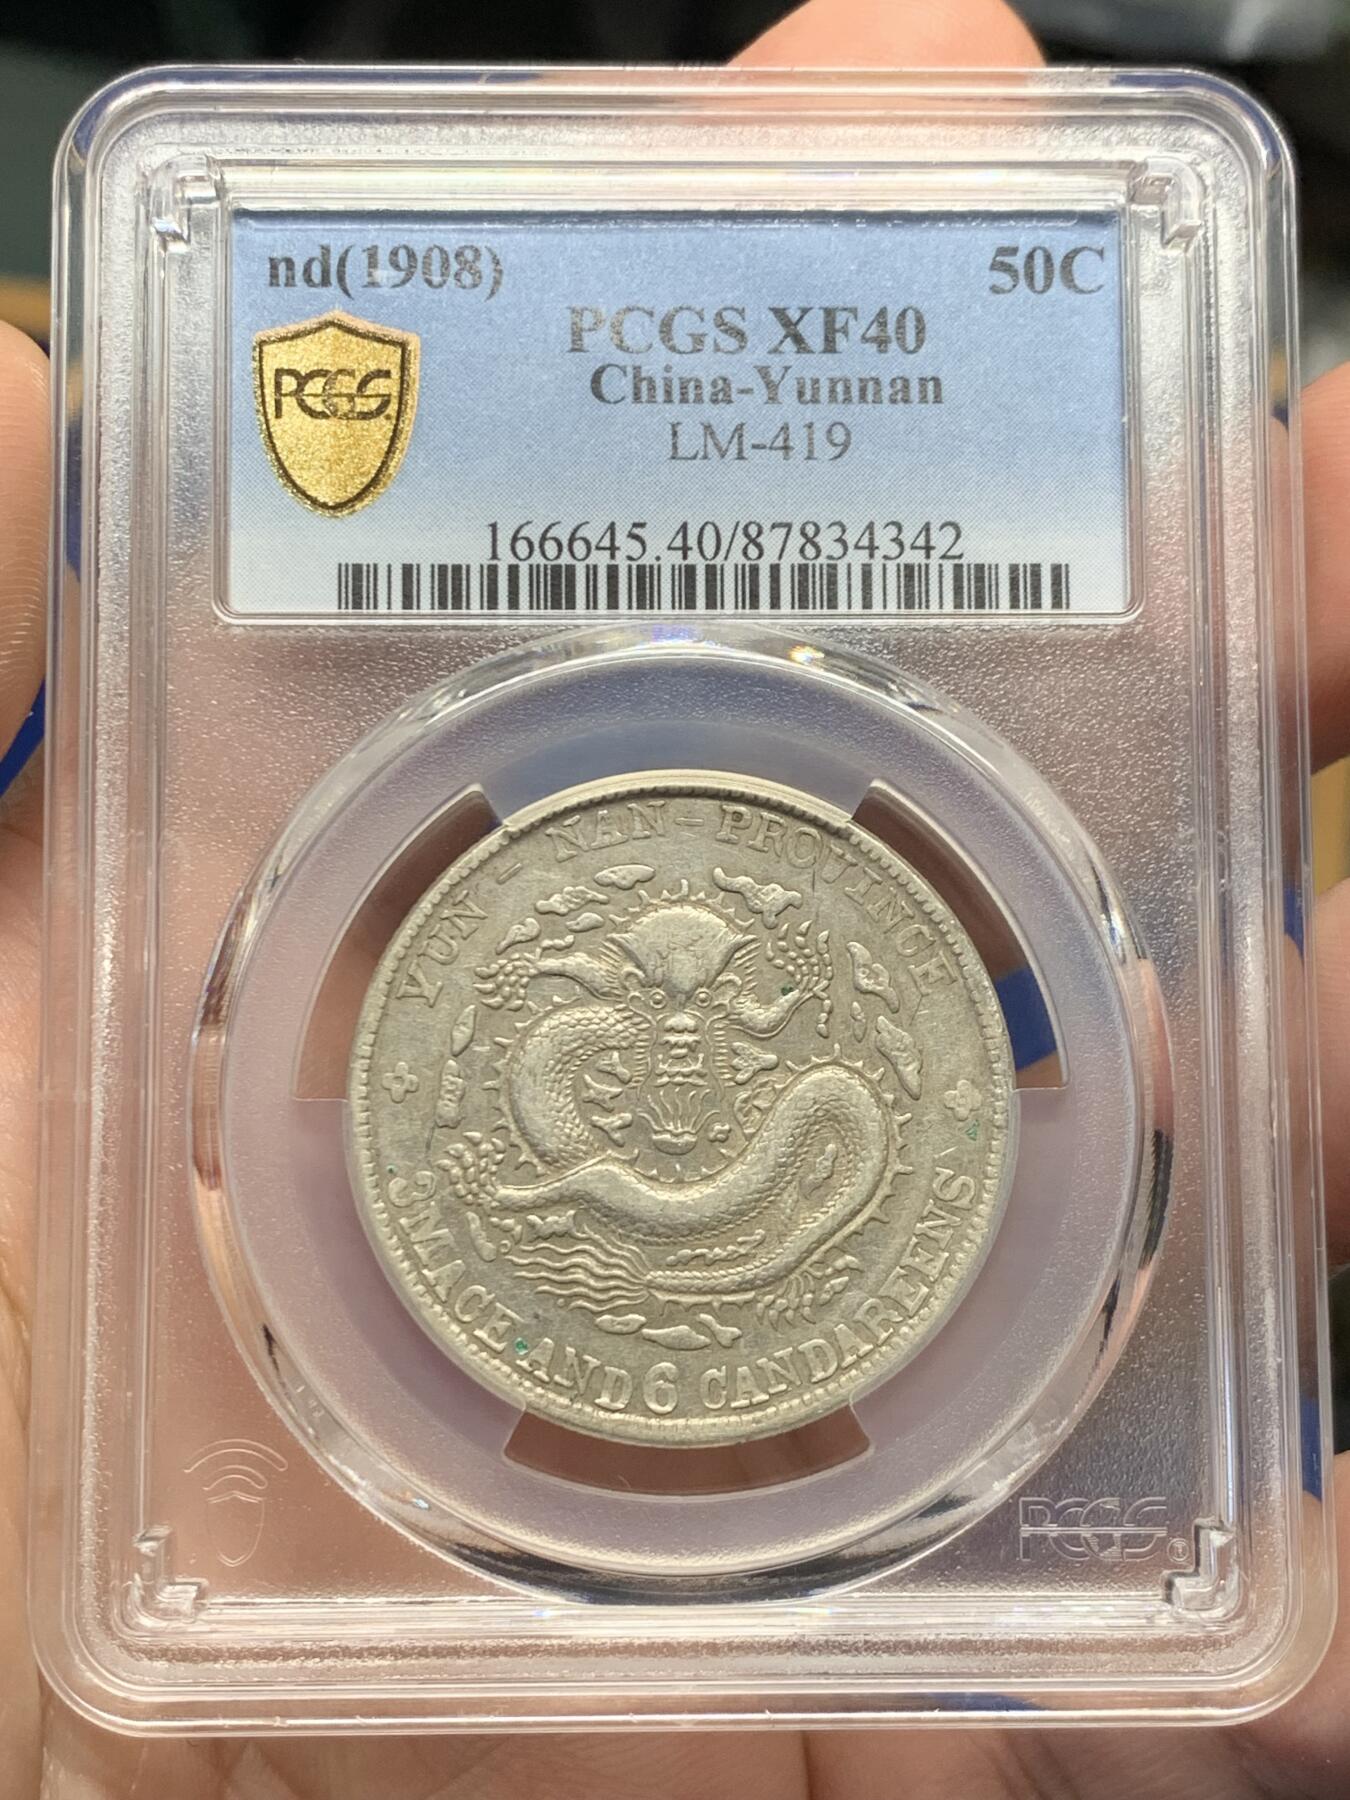 nd(1908) 50C
PCGS XF40
China-Yunnan
LM-419
PCGS
166645.40/87834342
YUN-NAN-PROVINCE
3 MACE AND 6 CANDAREENS
PCGS